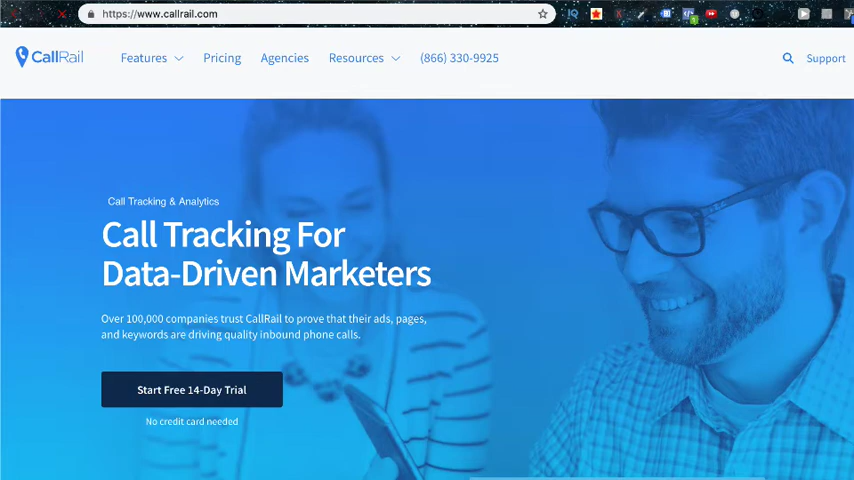 https://www.callrail.com
CallRail
Features
Pricing
Agencies
Resources
(866) 330-9925
Support
Call Tracking & Analytics
Call Tracking For
Data-Driven Marketers
Over 100,000 companies trust CallRail to prove that their ads, pages,
and keywords are driving quality inbound phone calls.
Start Free 14-Day Trial
No credit card needed